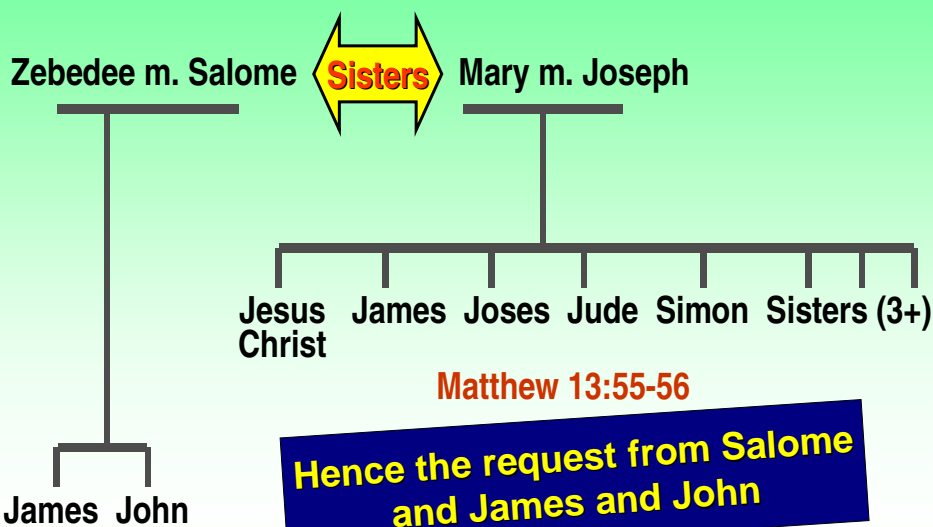 Zebedee m. Salome Sisters Mary m. Joseph
Jesus James Joses Jude Simon Sisters (3+)
Christ
Matthew 13:55-56
Hence the request from Salome
and James and John
James John